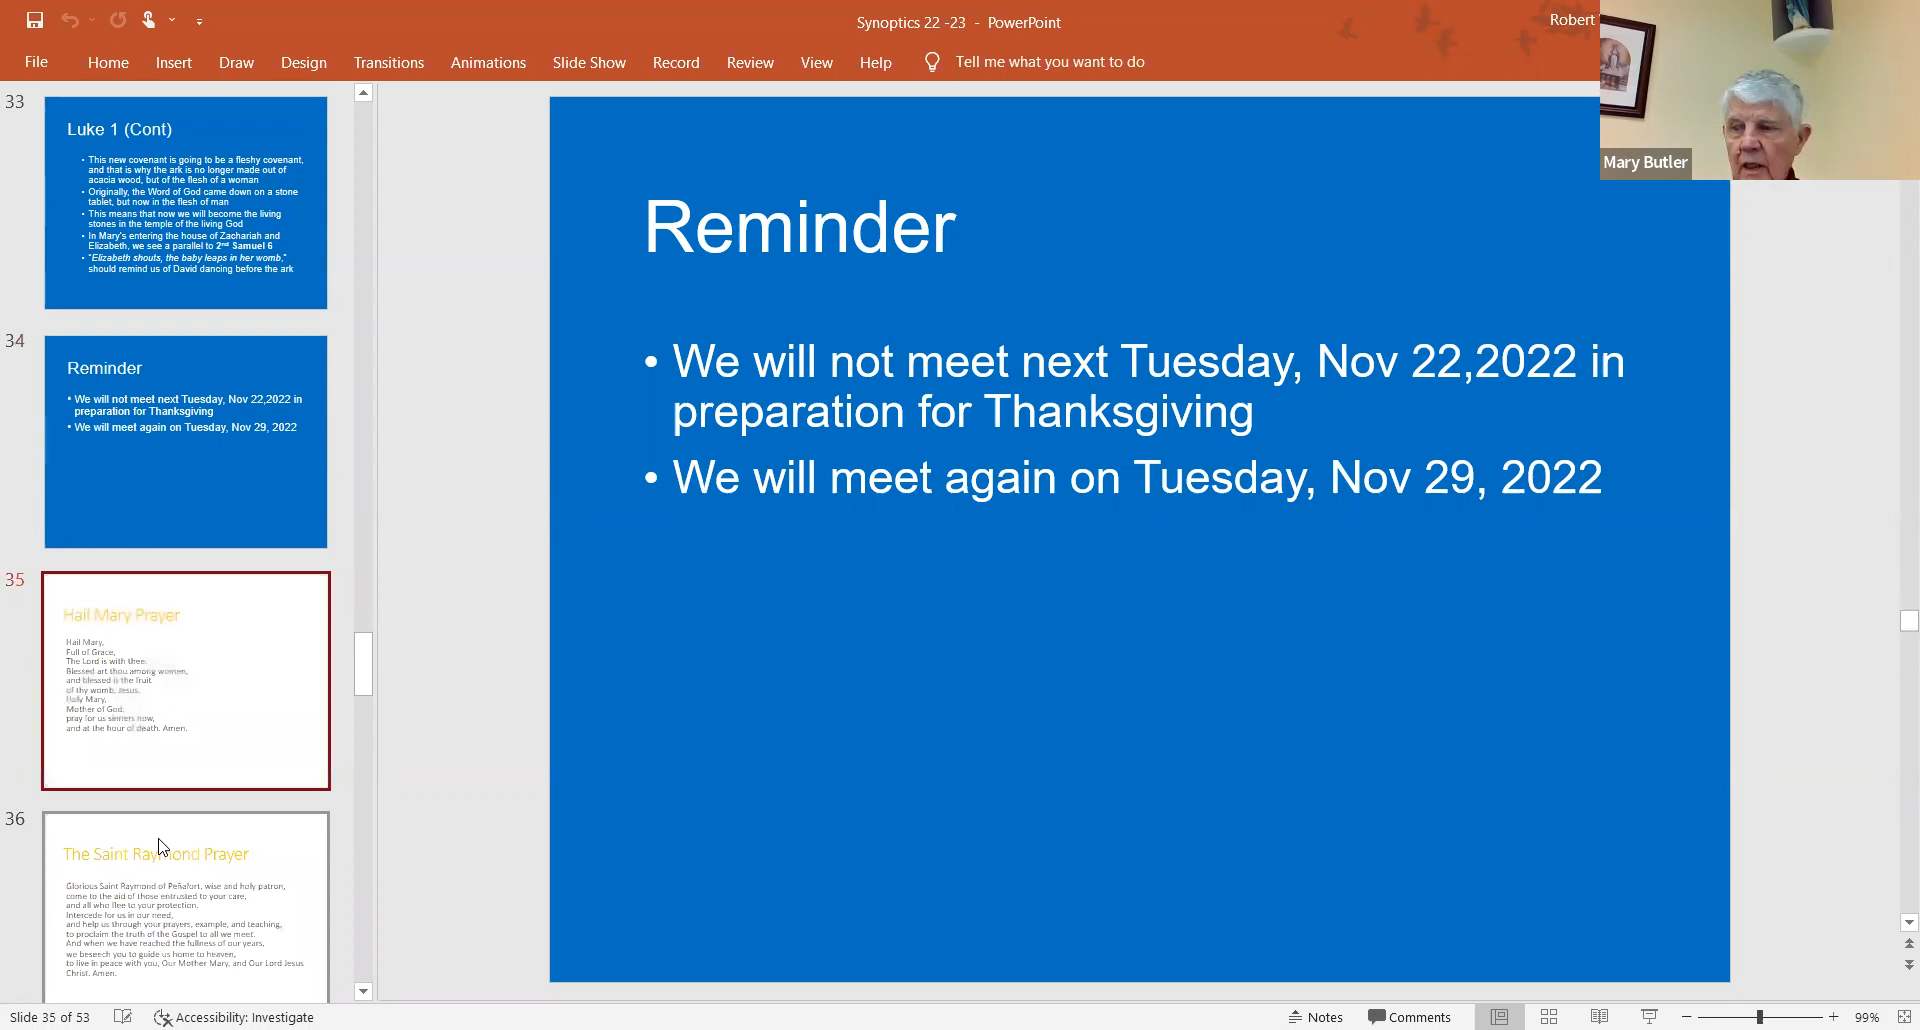 Synoptics 22 -23 - PowerPoint
Robert
File Home Insert Draw Design Transitions Animations Slide Show Record Review View Help Tell me what you want to do
Mary Butler
33
Luke 1 (Cont)
• This new covenant is going to be a fleshy covenant,
and that is why the ark is no longer made out of
acacia wood, but of the flesh of a woman
• Originally, the Word of God came down on a stone
tablet, but now in the flesh of man
• This means that now we will become the living
stones in the temple of the living God
• In Mary's entering the house of Zachariah and
Elizabeth, we see a parallel to 2nd Samuel 6
• "Elizabeth shouts, the baby leaps in her womb,"
should remind us of David dancing before the ark
34
Reminder
• We will not meet next Tuesday, Nov 22,2022 in
preparation for Thanksgiving
• We will meet again on Tuesday, Nov 29, 2022
35
Hail Mary Prayer
Hail Mary,
Full of Grace,
The Lord is with thee.
Blessed art thou among women,
and blessed is the fruit
of thy womb, Jesus.
Holy Mary,
Mother of God,
pray for us sinners now,
and at the hour of death. Amen.
36
The Saint Raymond Prayer
Glorious Saint Raymond of Peñafort, wise and holy patron,
come to the aid of those entrusted to your care,
and all who flee to your protection.
Intercede for us in our need,
and help us through your prayers, example, and teaching,
to proclaim the truth of the Gospel to all we meet.
And when we have reached the fullness of our years,
we beseech you to guide us home to heaven,
to live in peace with you, Our Mother Mary, and Our Lord Jesus
Christ. Amen.
Reminder
• We will not meet next Tuesday, Nov 22,2022 in
preparation for Thanksgiving
• We will meet again on Tuesday, Nov 29, 2022
Slide 35 of 53 Accessibility: Investigate Notes Comments 99%